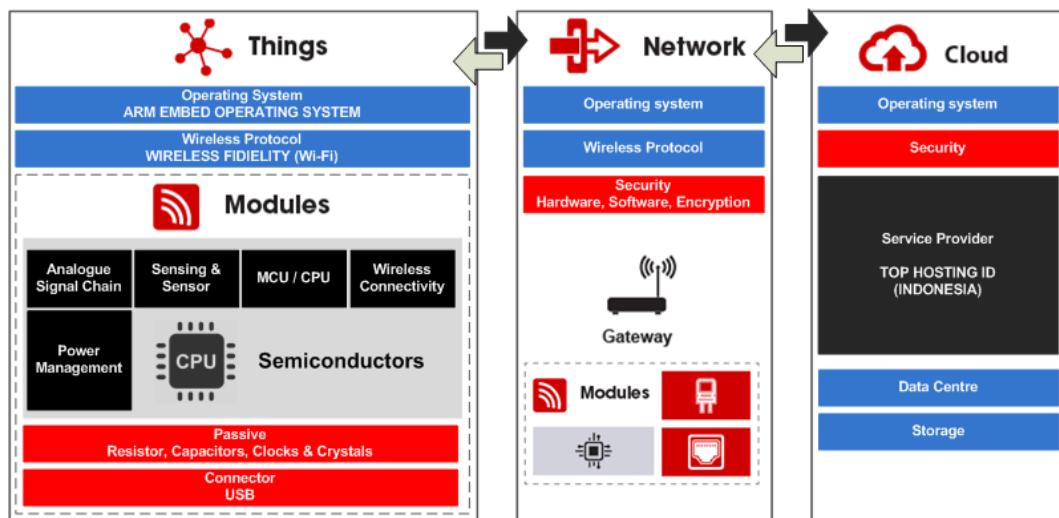 Things
Operating System
ARM EMBED OPERATING SYSTEM
Wireless Protocol
WIRELESS FIDIELITY (Wi-Fi)
Modules
Analogue
Signal Chain
Sensing &
Sensor
MCU / CPU
Wireless
Connectivity
Power
Management
CPU
Semiconductors
Passive
Resistor, Capacitors, Clocks & Crystals
Connector
USB
Network
Operating system
Wireless Protocol
Security
Hardware, Software, Encryption
Gateway
Modules
Cloud
Operating system
Security
Service Provider
TOP HOSTING ID
(INDONESIA)
Data Centre
Storage